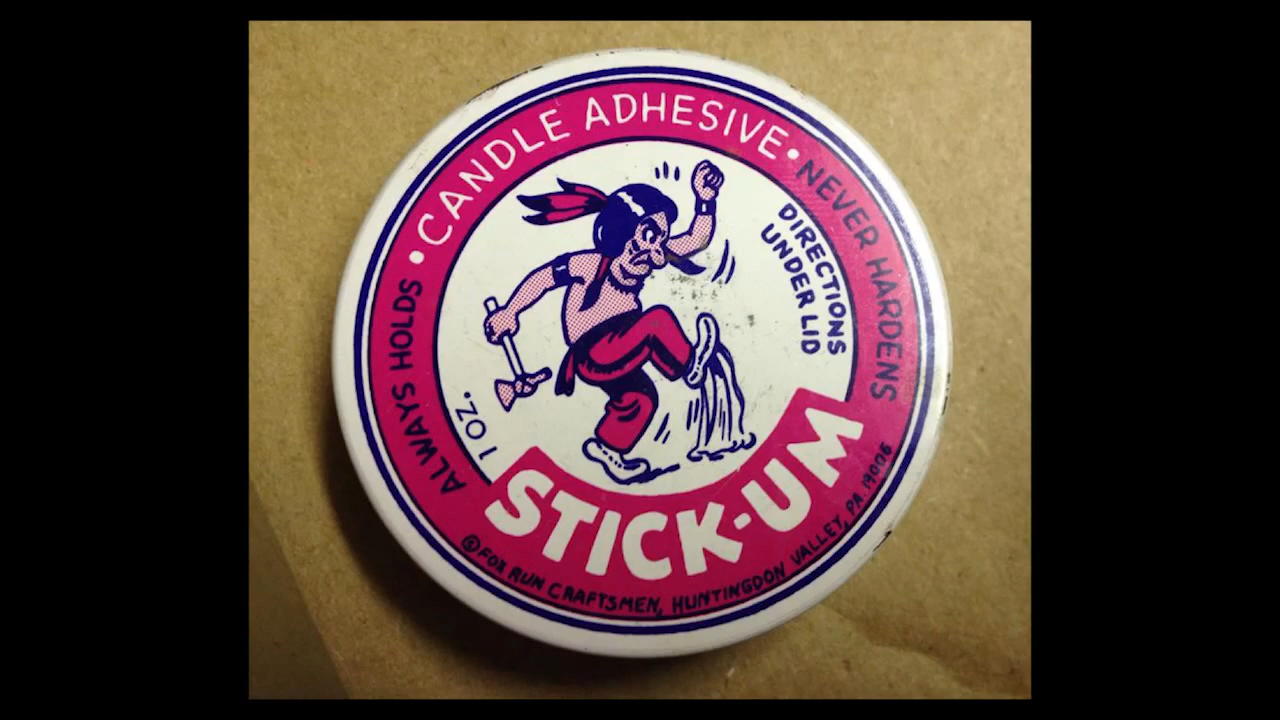 ALWAYS HOLDS • CANDLE ADHESIVE • NEVER HARDENS
DIRECTIONS
UNDER LID
1 OZ.
STICK-UM
©FOX RUN CRAFTSMEN, HUNTINGDON VALLEY, PA. 19006